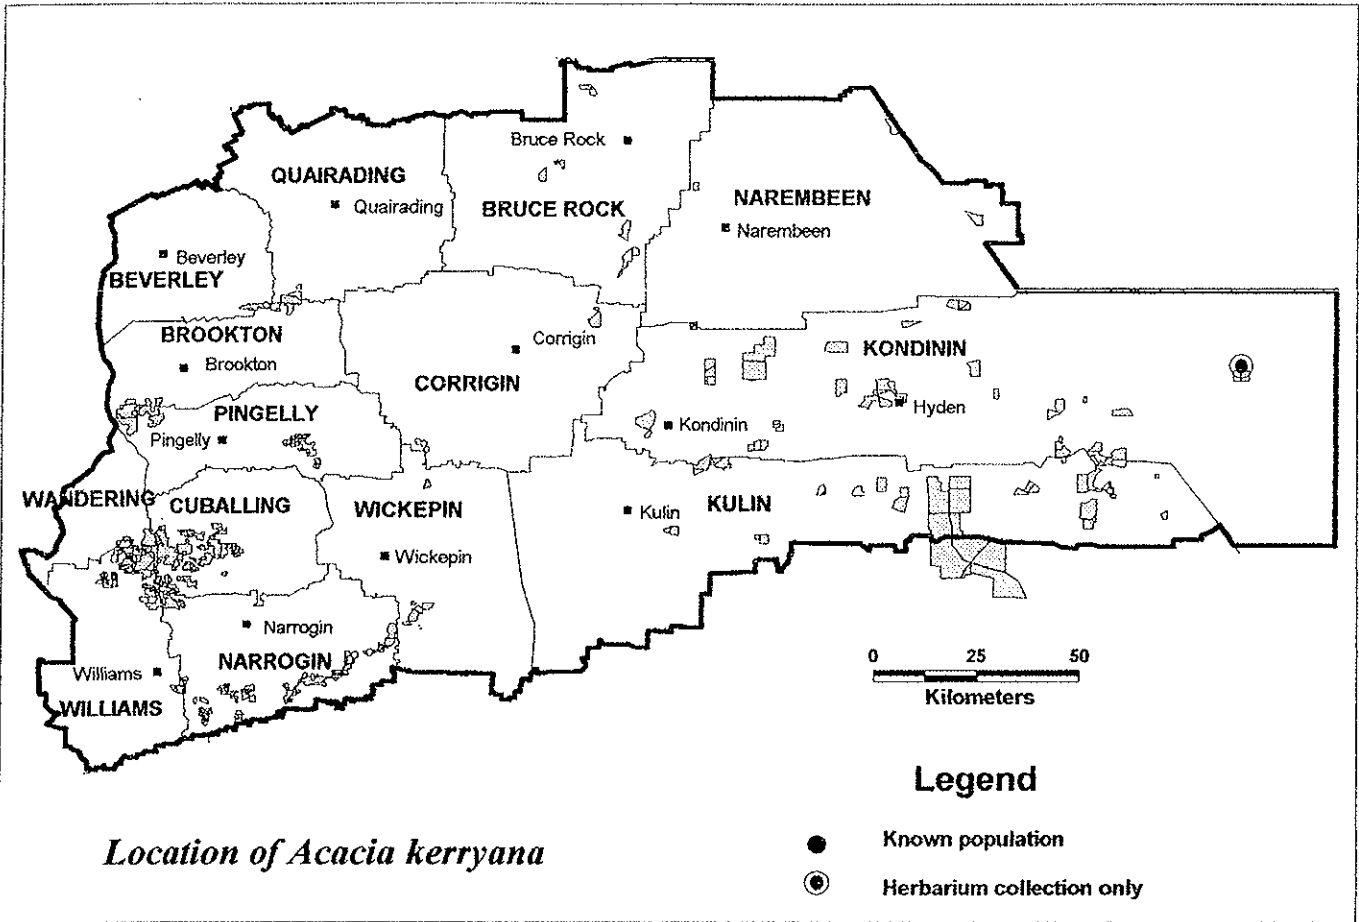 Bruce Rock
QUAIRADING
Quairading
BRUCE ROCK
NAREMBEEN
Narembeen
Beverley
BEVERLEY
BROOKTON
Brookton
Corrigin
CORRIGIN
KONDININ
Hyden
PINGELLY
Pingelly
Kondinin
WANDERING
CUBALLING
WICKEPIN
Wickepin
Kulin
KULIN
Narrogin
NARROGIN
Williams
WILLIAMS
0 25 50
Kilometers
Legend
Known population
Herbarium collection only
Location of Acacia kerryana